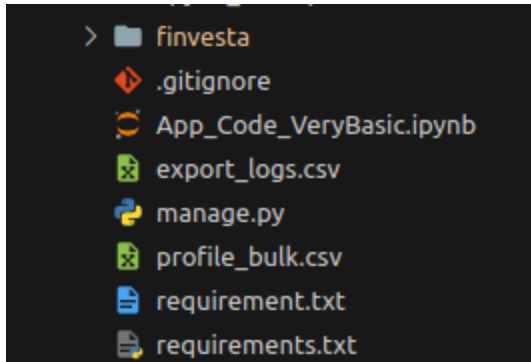 finvesta
.gitignore
App_Code_VeryBasic.ipynb
export_logs.csv
manage.py
profile_bulk.csv
requirement.txt
requirements.txt